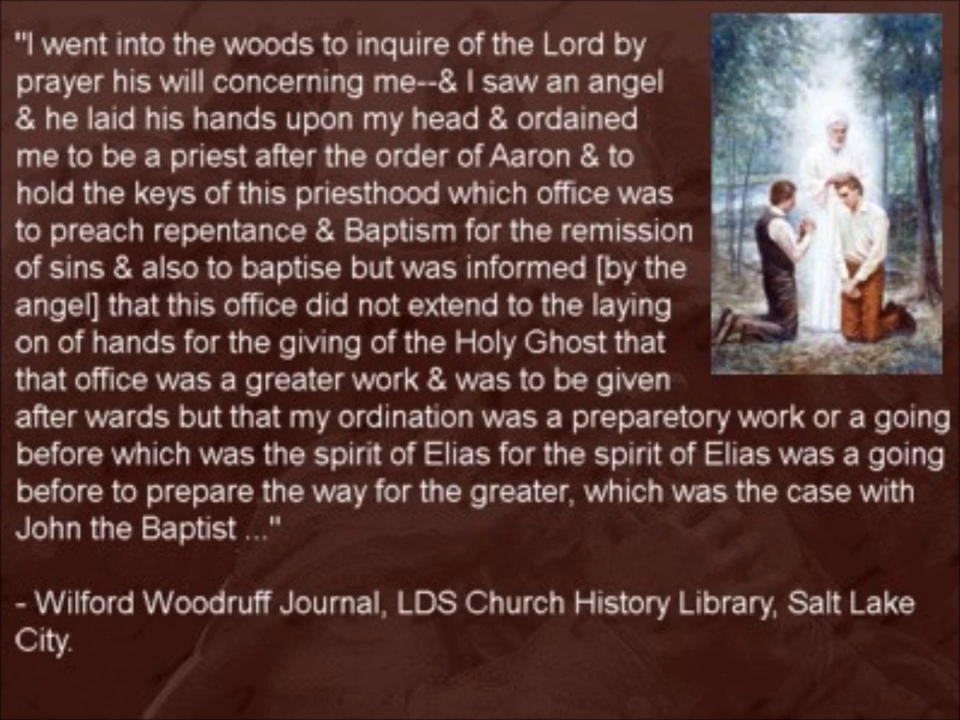 "I went into the woods to inquire of the Lord by
prayer his will concerning me--& I saw an angel
& he laid his hands upon my head & ordained
me to be a priest after the order of Aaron & to
hold the keys of this priesthood which office was
to preach repentance & Baptism for the remission
of sins & also to baptise but was informed [by the
angel] that this office did not extend to the laying
on of hands for the giving of the Holy Ghost that
that office was a greater work & was to be given
after wards but that my ordination was a preparetory work or a going
before which was the spirit of Elias for the spirit of Elias was a going
before to prepare the way for the greater, which was the case with
John the Baptist ..."
- Wilford Woodruff Journal, LDS Church History Library, Salt Lake
City.